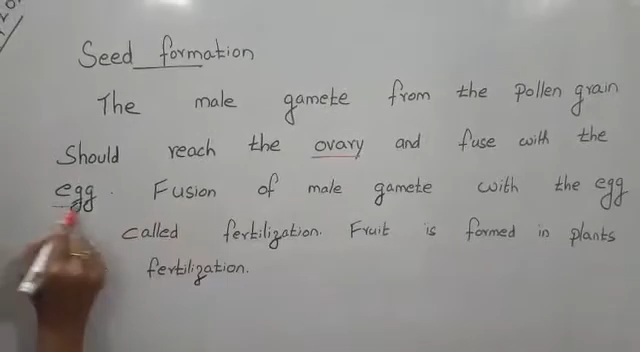 Seed formation
The male gamete from the pollen grain
Should reach the ovary and fuse with the
egg. Fusion of male gamete with the egg
called fertilization. Fruit is formed in plants
fertilization.